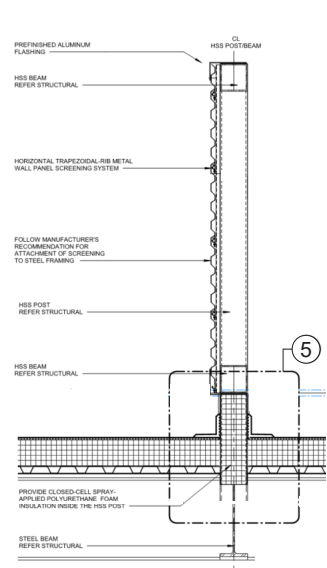 PREFINISHED ALUMINUM
FLASHING
CL
HSS POST/BEAM
HSS BEAM
REFER STRUCTURAL
HORIZONTAL TRAPEZOIDAL-RIB METAL
WALL PANEL SCREENING SYSTEM
FOLLOW MANUFACTURER'S
RECOMMENDATION FOR
ATTACHMENT OF SCREENING
TO STEEL FRAMING
HSS POST
REFER STRUCTURAL
5
HSS BEAM
REFER STRUCTURAL
PROVIDE CLOSED-CELL SPRAY-
APPLIED POLYURETHANE FOAM
INSULATION INSIDE THE HSS POST
STEEL BEAM
REFER STRUCTURAL